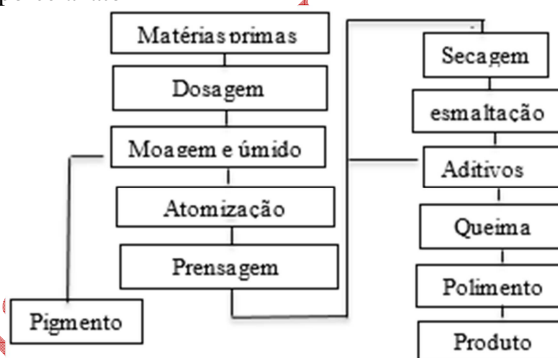 Matérias primas
Dosagem
Moagem e úmido
Atomização
Prensagem
Pigmento
Secagem
esmaltação
Aditivos
Queima
Polimento
Produto